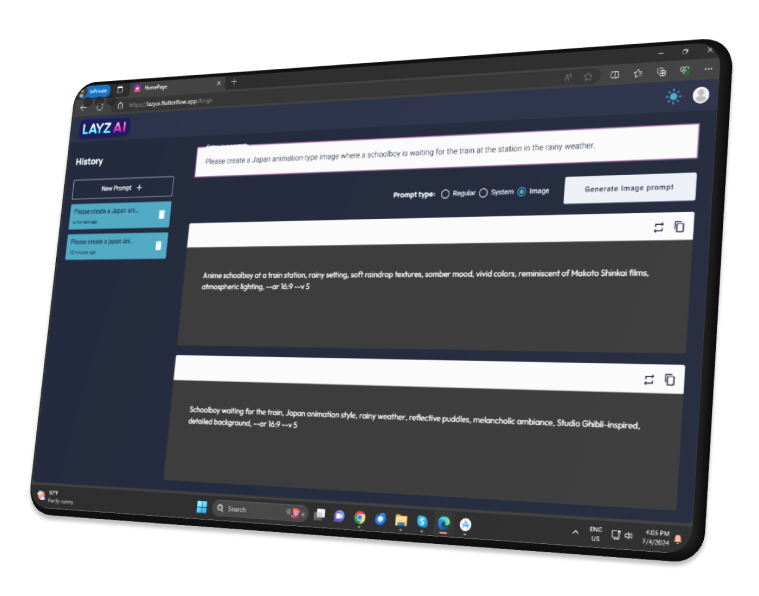 InPrivate
HomePage
https://layzai.flutterflow.app/large
LAYZ AI
History
New Prompt +
Please create a Japan ani...
a moment ago
Please create a japan ani...
10 minutes ago
Please create a Japan animation-type image where a schoolboy is waiting for the train at the station in the rainy weather.
Prompt type:
Regular
System
Image
Generate Image prompt
Anime schoolboy at a train station, rainy setting, soft raindrop textures, somber mood, vivid colors, reminiscent of Makoto Shinkai films,
atmospheric lighting, --ar 16:9 --v 5
Schoolboy waiting for the train, Japan animation style, rainy weather, reflective puddles, melancholic ambiance, Studio Ghibli-inspired,
detailed background, --ar 16:9 --v 5
92°F
Partly sunny
Search
ENG
US
4:05 PM
7/4/2024